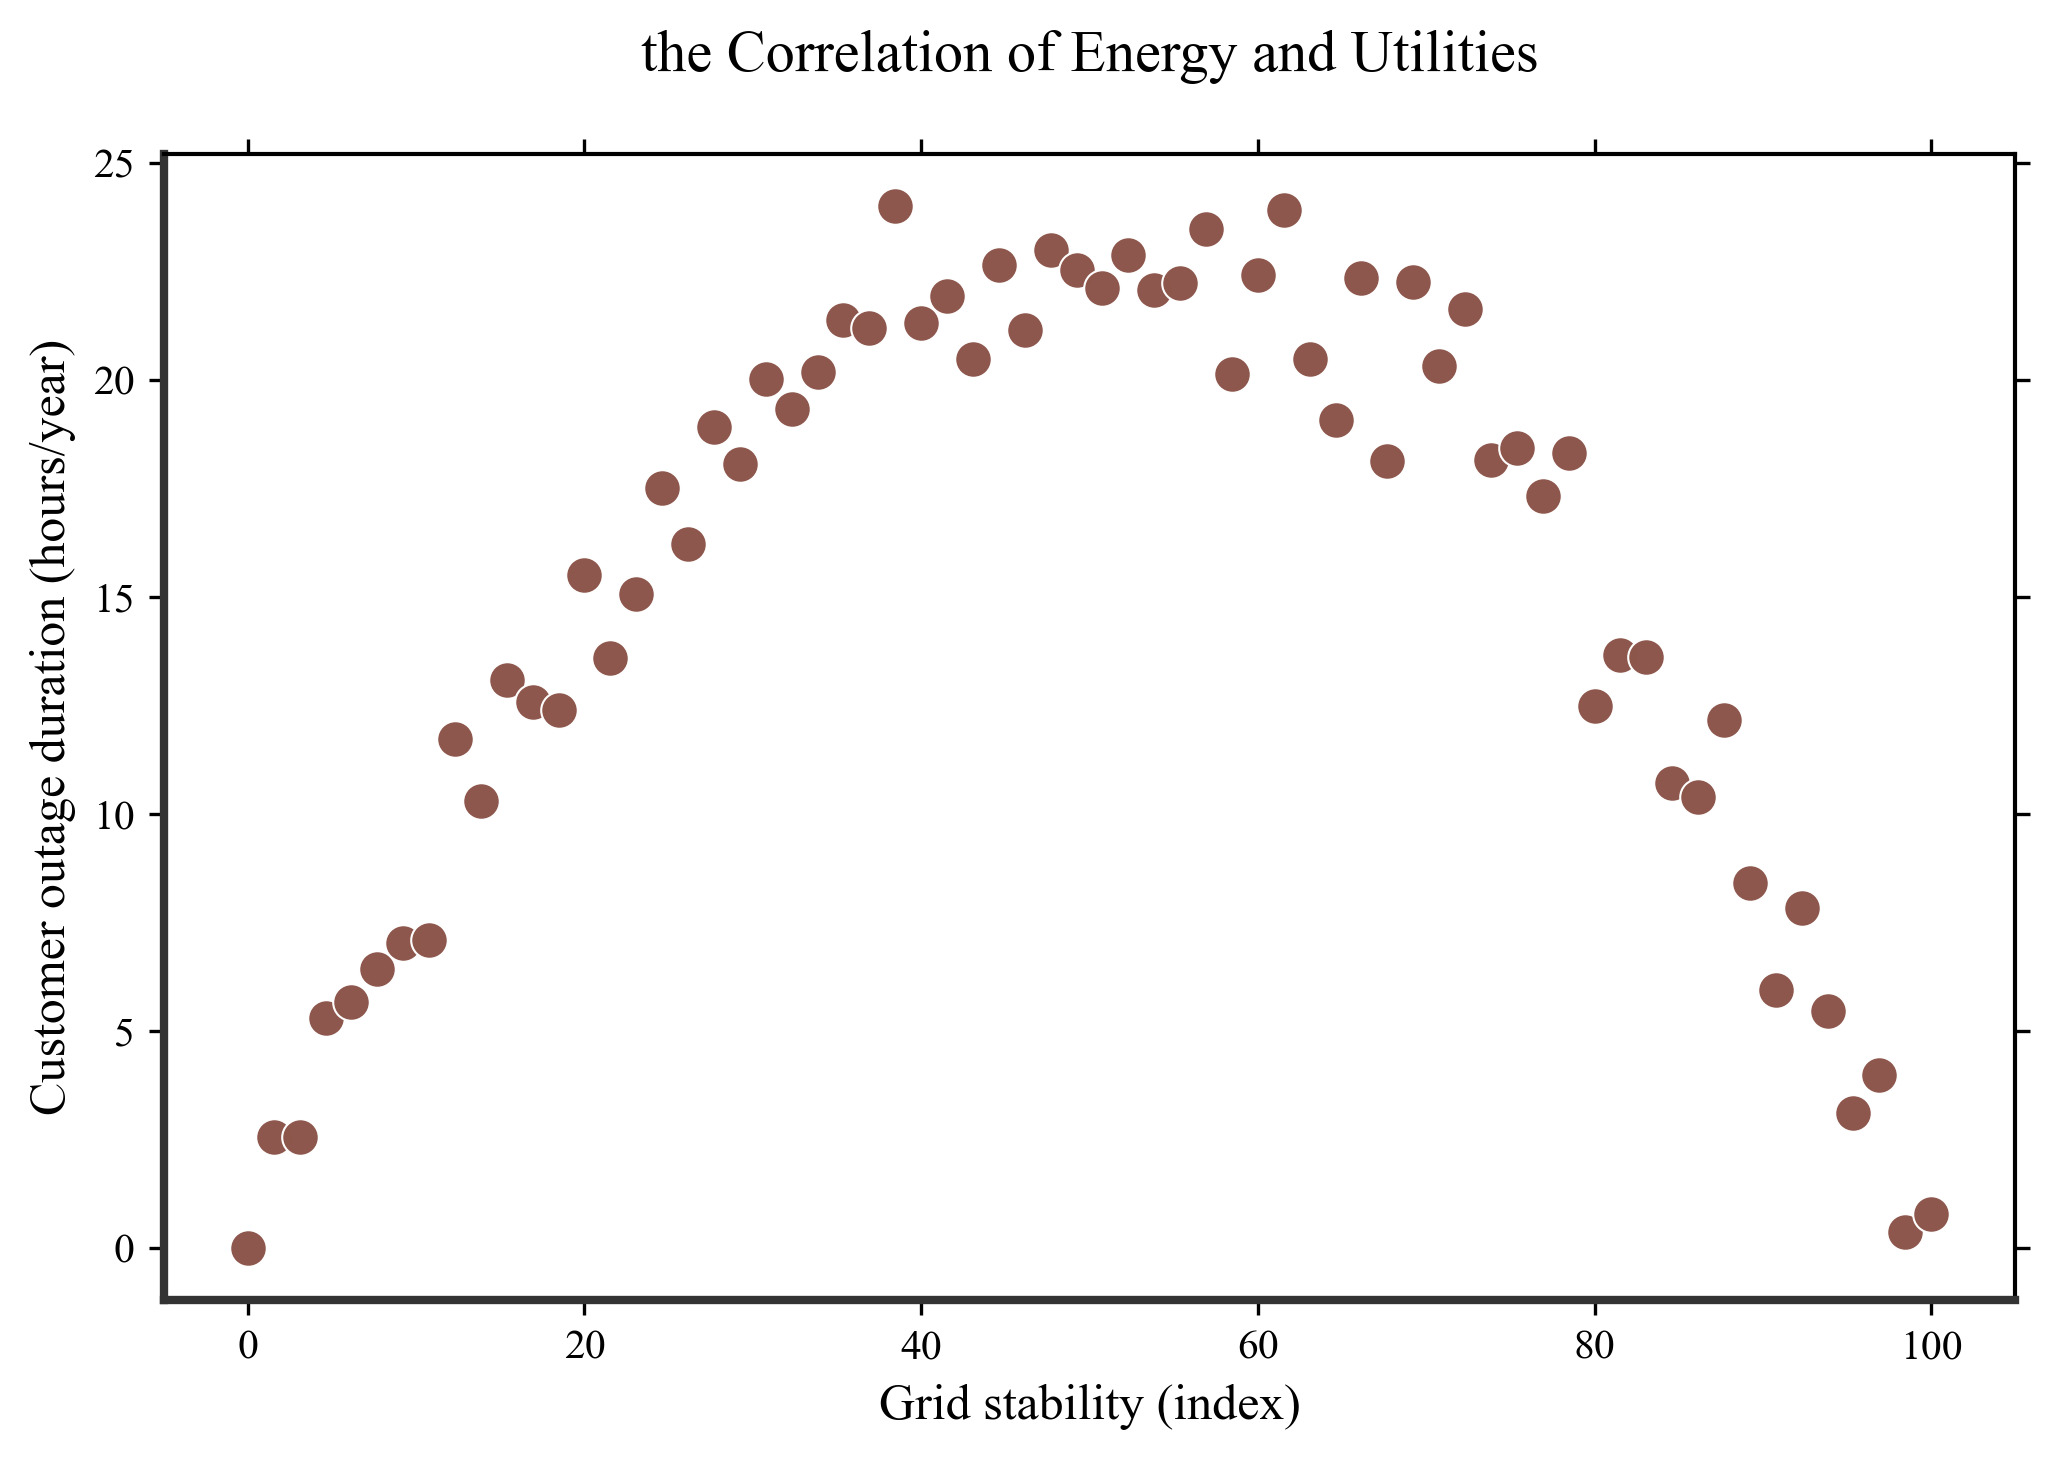 the Correlation of Energy and Utilities
25
20
15
10
5
0
Customer outage duration (hours/year)
0 20 40 60 80 100
Grid stability (index)